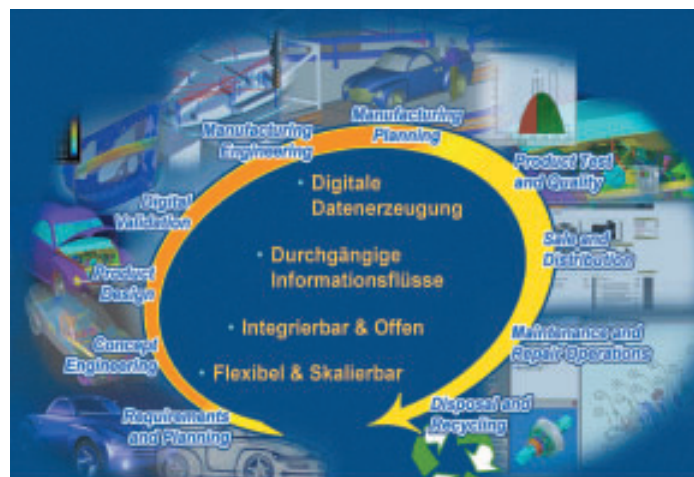 Manufacturing
Planning
Manufacturing
Engineering
Product Test
and Quality
Digital
Validation
Sale and
Distribution
Product
Design
Maintenance and
Repair Operations
Concept
Engineering
Disposal and
Recycling
Requirements
and Planning
• Digitale
Datenerzeugung
• Durchgängige
Informationsflüsse
• Integrierbar & Offen
• Flexibel & Skalierbar